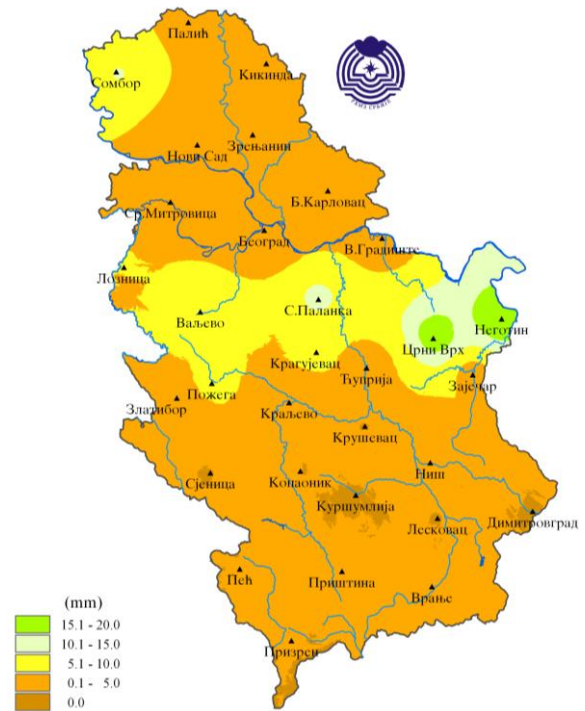 Палић
Сомбор
Кикинда
Нови Сад
Зрењанин
Б.Карловац
Ср.Митровица
Београд
В.Градиште
Лозница
Ваљево
С.Паланка
Неготин
Црни Врх
Крагујевац
Ћуприја
Зајечар
Пожега
Златибор
Краљево
Крушевац
Ниш
Сјеница
Копаоник
Куршумлија
Лесковац
Димитровград
Пећ
Приштина
Врање
Призрен
(mm)
15.1 - 20.0
10.1 - 15.0
5.1 - 10.0
0.1 - 5.0
0.0